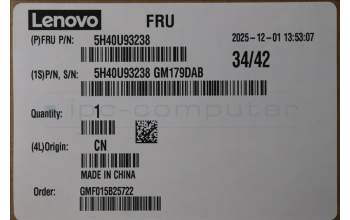 Lenovo FRU
(P)FRU P/N: 5H40U93238 2025-12-01 13:53:07
34/42
(1S)P/N, S/N: 5H40U93238 GM179DAB
Quantity: 1
(4L)Origin: CN
MADE IN CHINA
Order: GMF015B25722